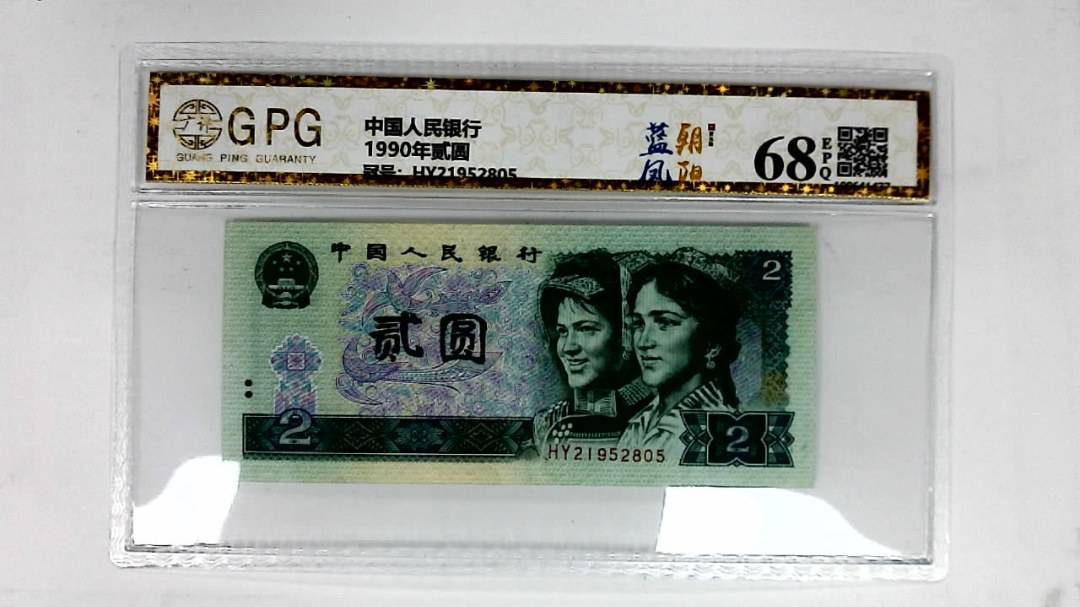 GPG
GUANG PING GUARANTY
中国人民银行
1990年贰圆
冠号: HY21952805
蓝凤
朝阳
68
EPQ
中国人民银行
2
贰圆
2
HY21952805
2